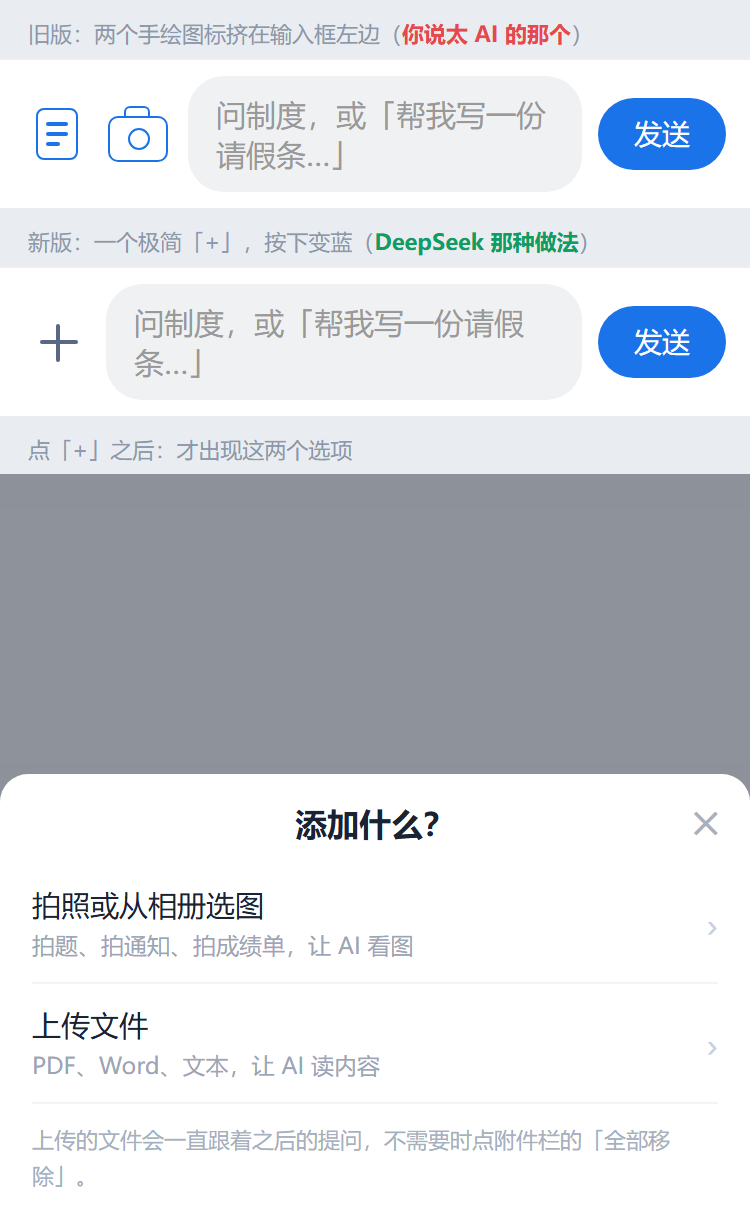 旧版：两个手绘图标挤在输入框左边（你说太 AI 的那个）
问制度，或「帮我写一份
请假条…」
发送
新版：一个极简「+」，按下变蓝（DeepSeek 那种做法）
问制度，或「帮我写一份请假
条…」
发送
点「+」之后：才出现这两个选项
添加什么？
拍照或从相册选图
拍题、拍通知、拍成绩单，让 AI 看图
上传文件
PDF、Word、文本，让 AI 读内容
上传的文件会一直跟着之后的提问，不需要时点附件栏的「全部移
除」。